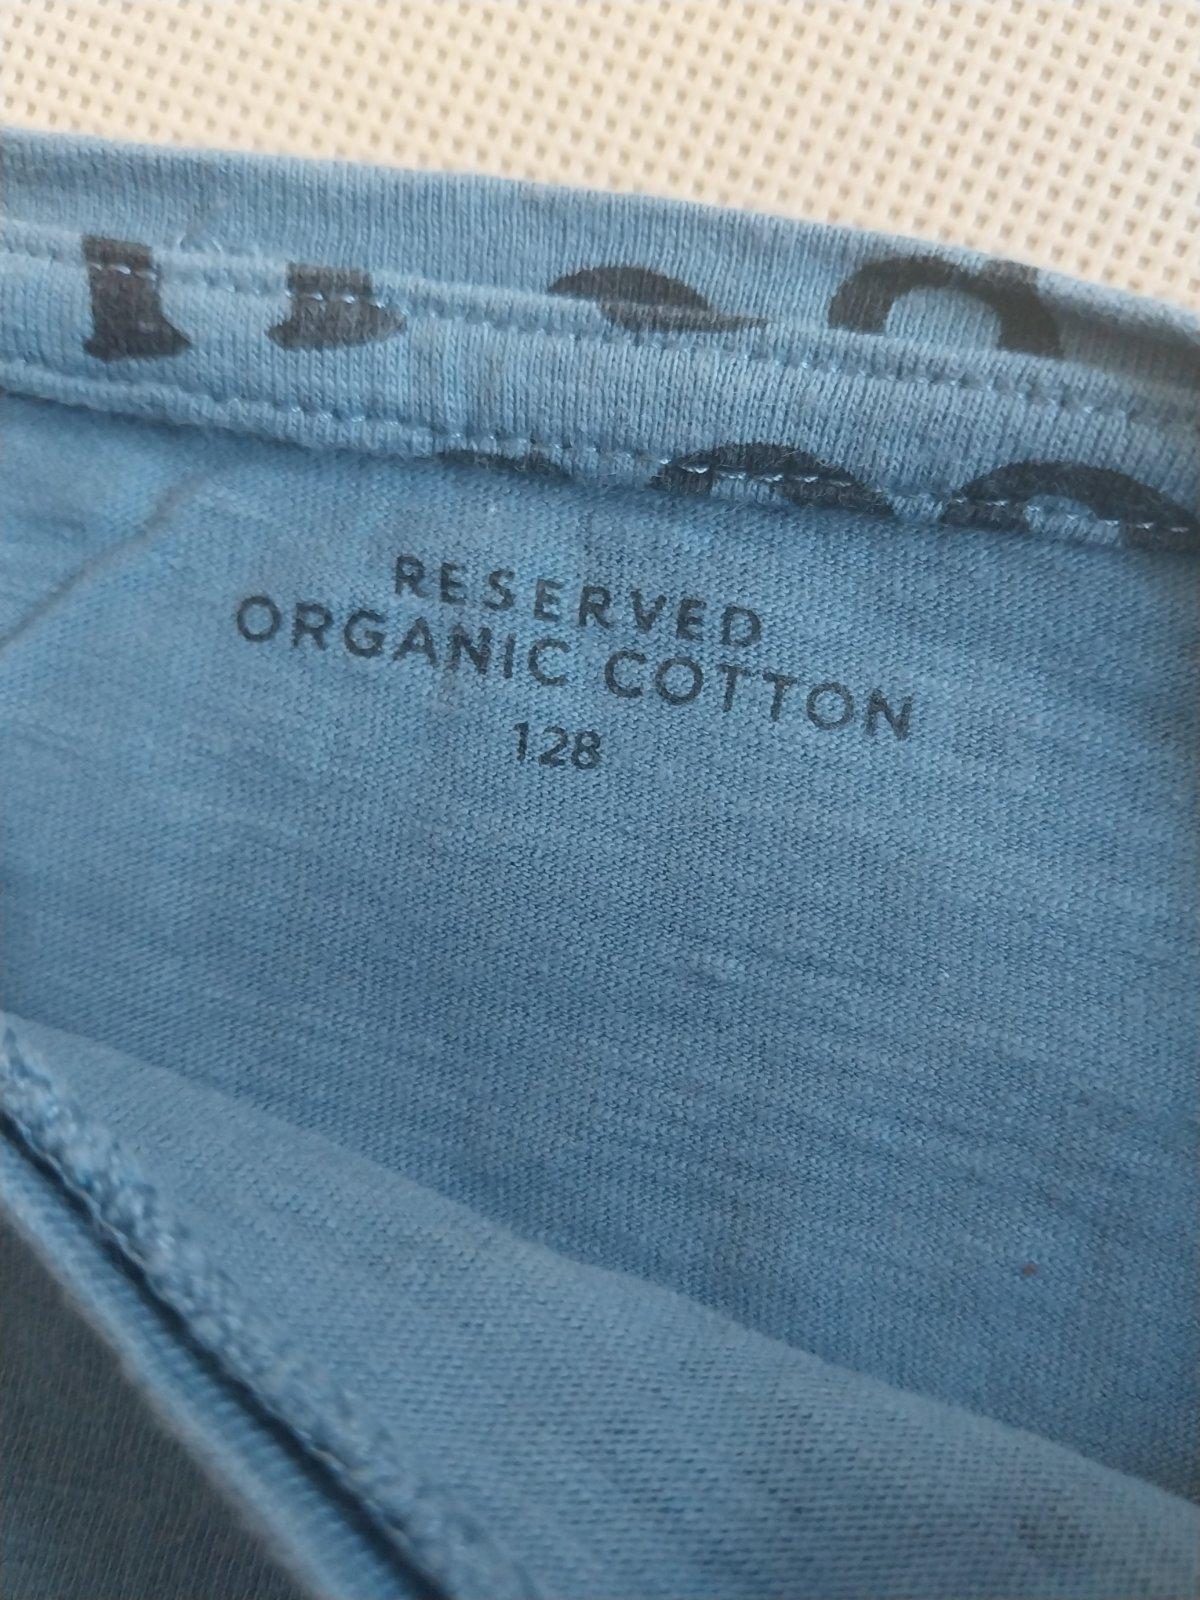 RESERVED
ORGANIC COTTON
128